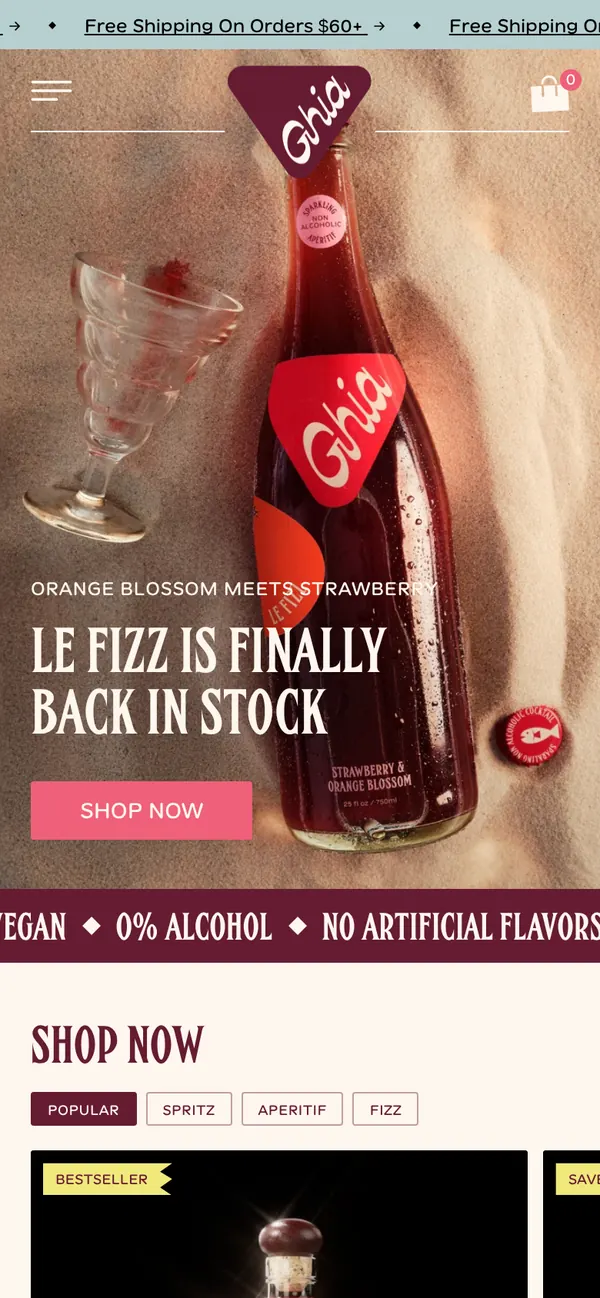 → ◆ Free Shipping On Orders $60+ → ◆ Free Shipping O
0
Ghia
SPARKLING
NON
ALCOHOLIC
APERITIF
Ghia
LE FIZZ
ORANGE BLOSSOM MEETS STRAWBERRY
LE FIZZ IS FINALLY
BACK IN STOCK
NON ALCOHOLIC COCKTAIL
SPARKLING
STRAWBERRY &
ORANGE BLOSSOM
25 fl oz / 750ml
SHOP NOW
VEGAN ◆ 0% ALCOHOL ◆ NO ARTIFICIAL FLAVORS
SHOP NOW
POPULAR
SPRITZ
APERITIF
FIZZ
BESTSELLER
SAVE